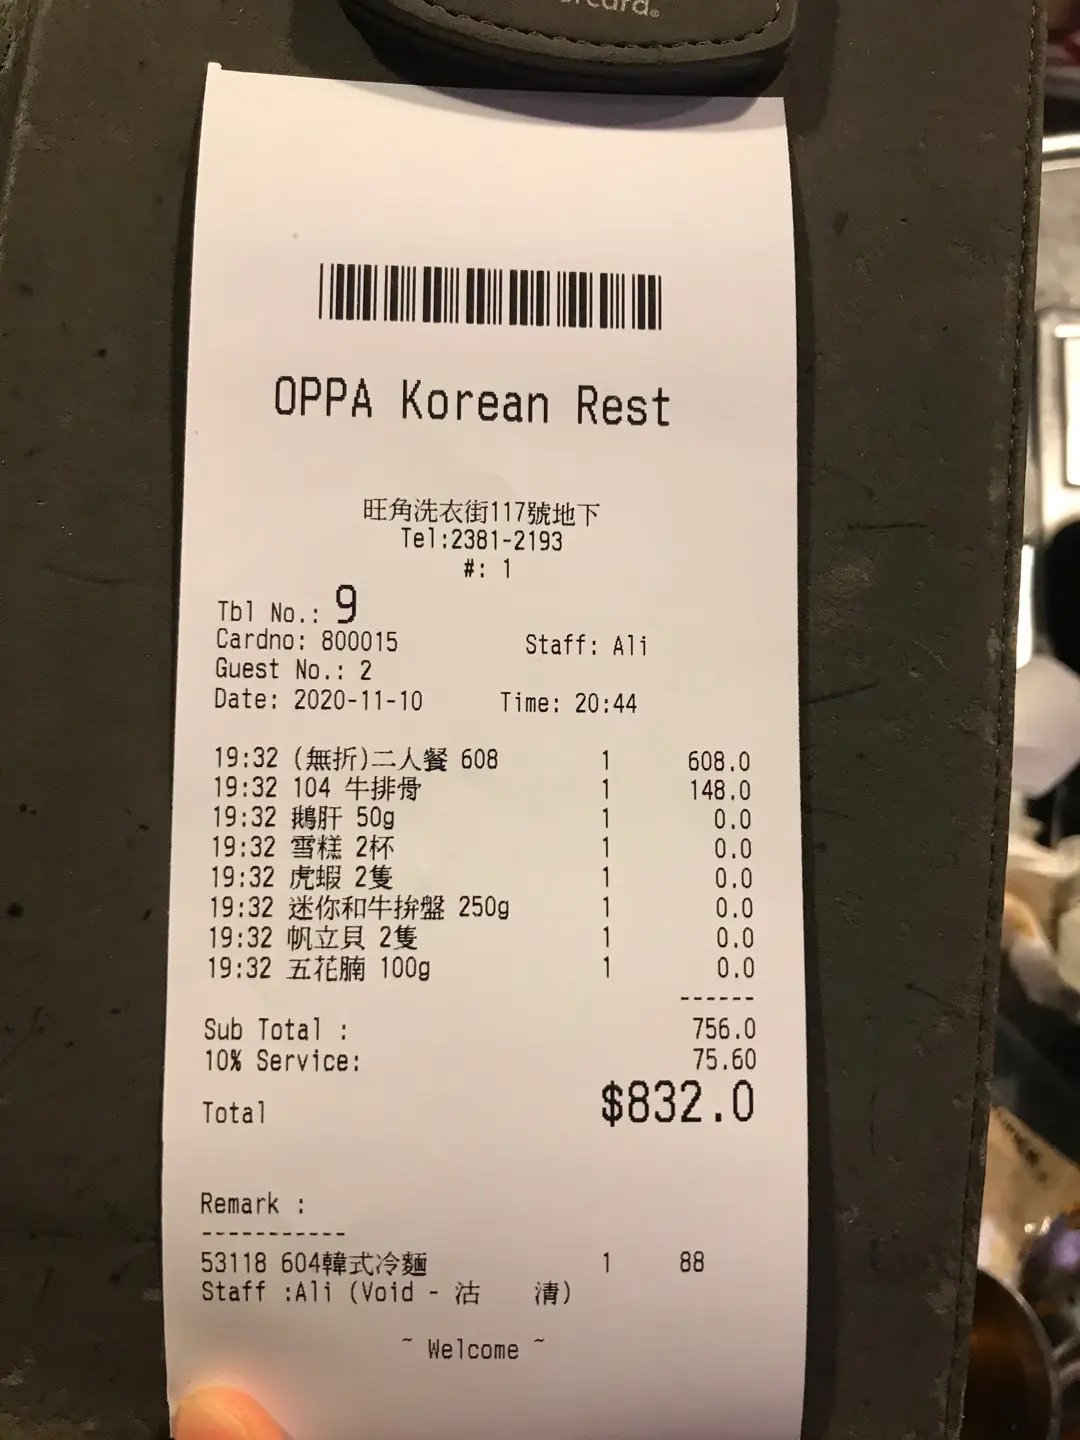 OPPA Korean Rest
旺角洗衣街117號地下
Tel:2381-2193
#: 1
Tbl No.: 9
Cardno: 800015 Staff: Ali
Guest No.: 2
Date: 2020-11-10 Time: 20:44
19:32 (無折)二人餐 608 1 608.0
19:32 104 牛排骨 1 148.0
19:32 鵝肝 50g 1 0.0
19:32 雪糕 2杯 1 0.0
19:32 虎蝦 2隻 1 0.0
19:32 迷你和牛拚盤 250g 1 0.0
19:32 帆立貝 2隻 1 0.0
19:32 五花腩 100g 1 0.0
------
Sub Total : 756.0
10% Service: 75.60
Total $832.0
Remark :
-----------
53118 604韓式冷麵 1 88
Staff :Ali (Void - 沽 清)
~ Welcome ~